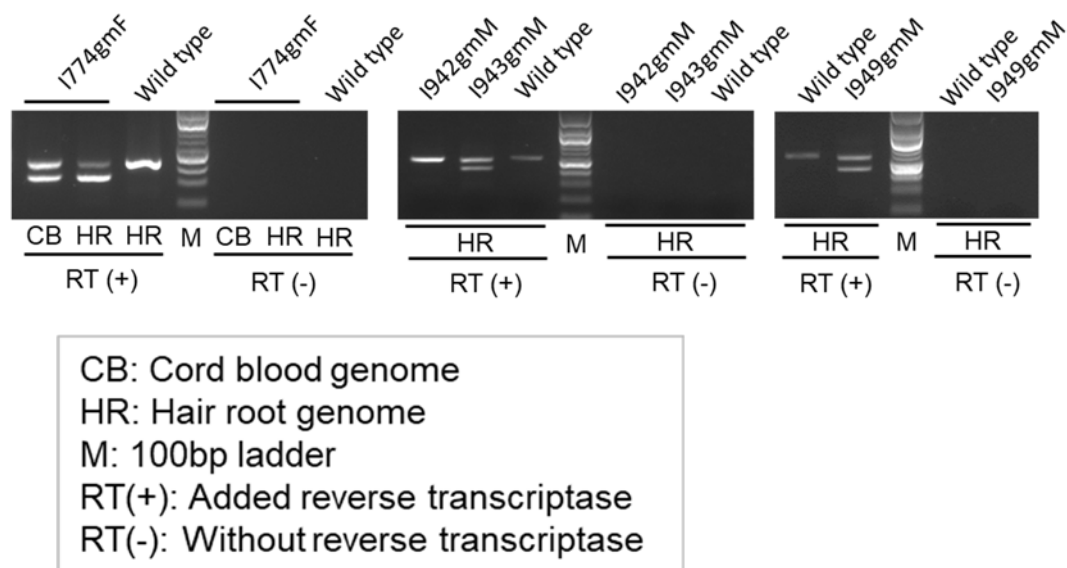 I774gmF Wild type I774gmF Wild type I942gmM I943gmM Wild type I942gmM I943gmM Wild type Wild type I949gmM Wild type I949gmM
CB HR HR M CB HR HR HR M HR HR M HR
RT (+) RT (-) RT (+) RT (-) RT (+) RT (-)
CB: Cord blood genome
HR: Hair root genome
M: 100bp ladder
RT(+): Added reverse transcriptase
RT(-): Without reverse transcriptase